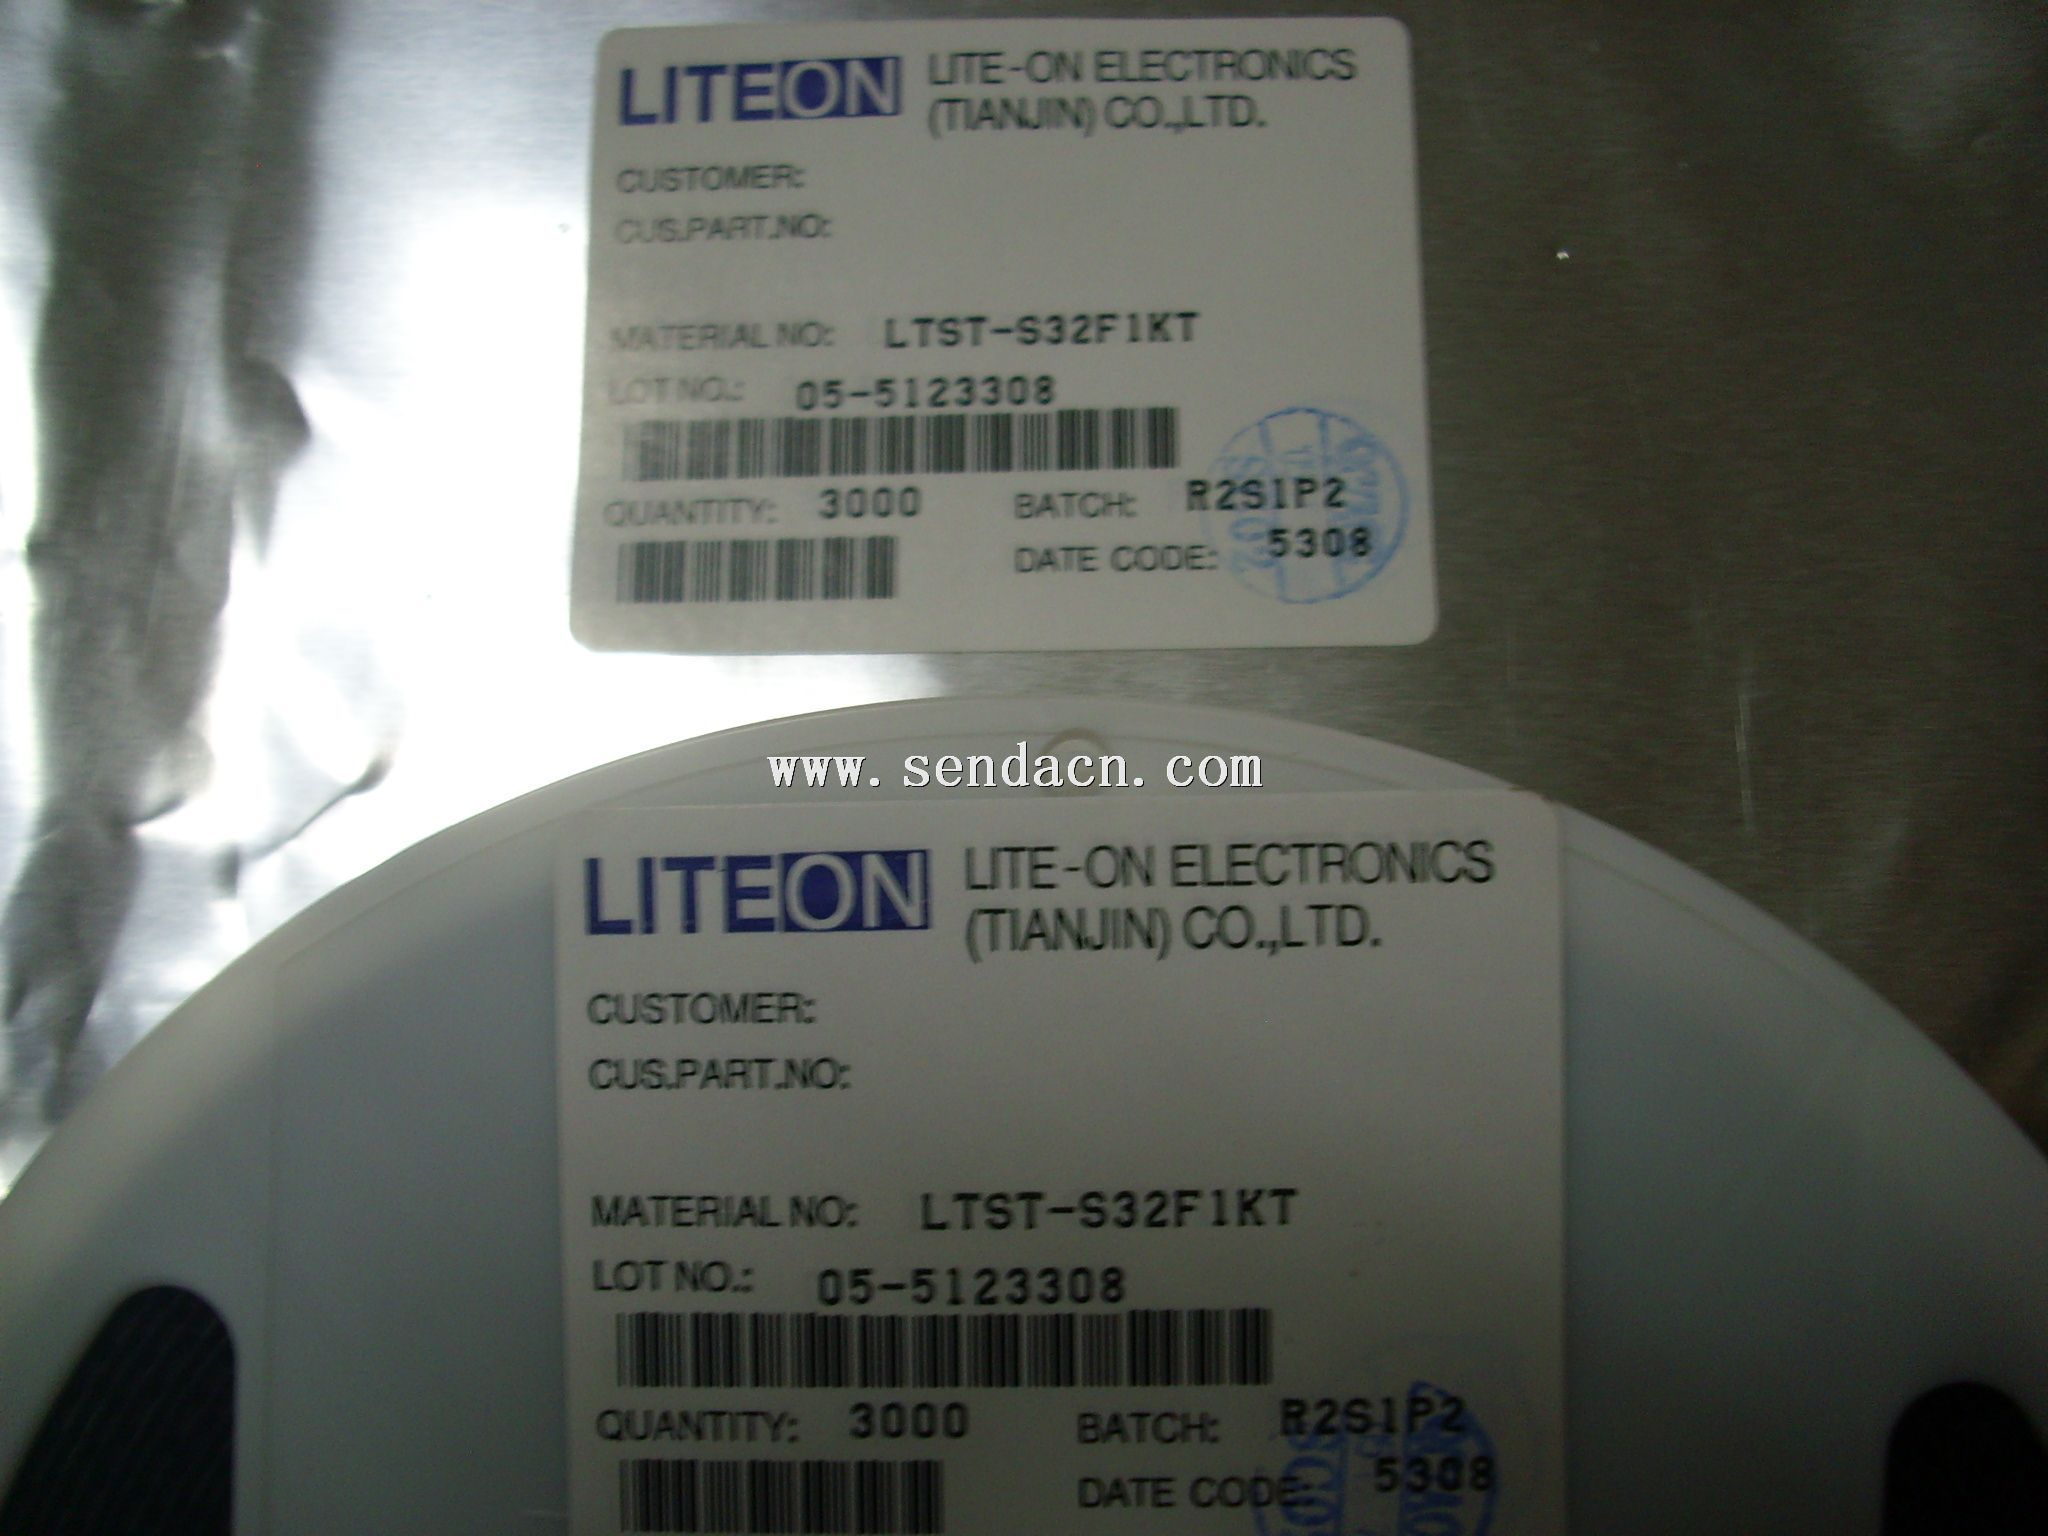 LITEON LITE-ON ELECTRONICS
(TIANJIN) CO.,LTD.
CUSTOMER:
CUS.PART.NO:
MATERIAL NO: LTST-S32F1KT
LOT NO.: 05-5123308
QUANTITY: 3000 BATCH: R2S1P2
DATE CODE: 5308
www.sendacn.com
LITEON LITE-ON ELECTRONICS
(TIANJIN) CO.,LTD.
CUSTOMER:
CUS.PART.NO:
MATERIAL NO: LTST-S32F1KT
LOT NO.: 05-5123308
QUANTITY: 3000 BATCH: R2S1P2
DATE CODE: 5308